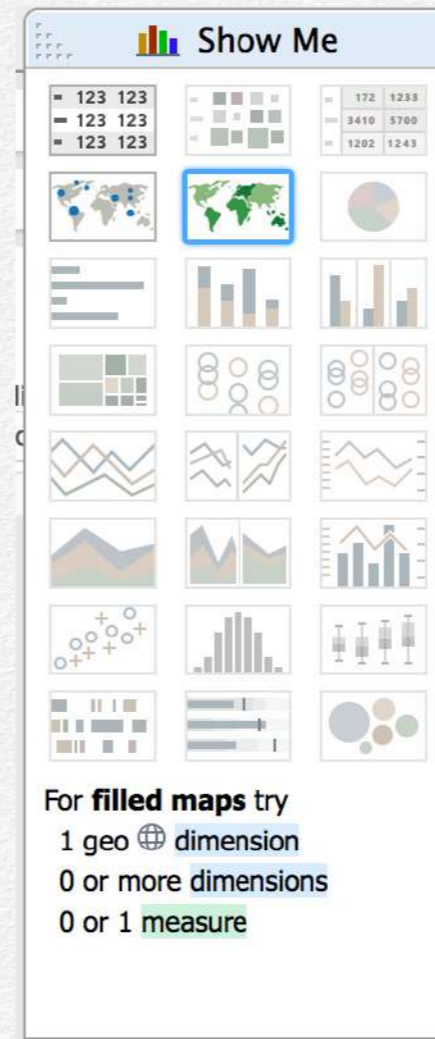 Show Me
123 123
123 123
123 123
172 1233
3410 5700
1202 1243
For filled maps try
1 geo dimension
0 or more dimensions
0 or 1 measure